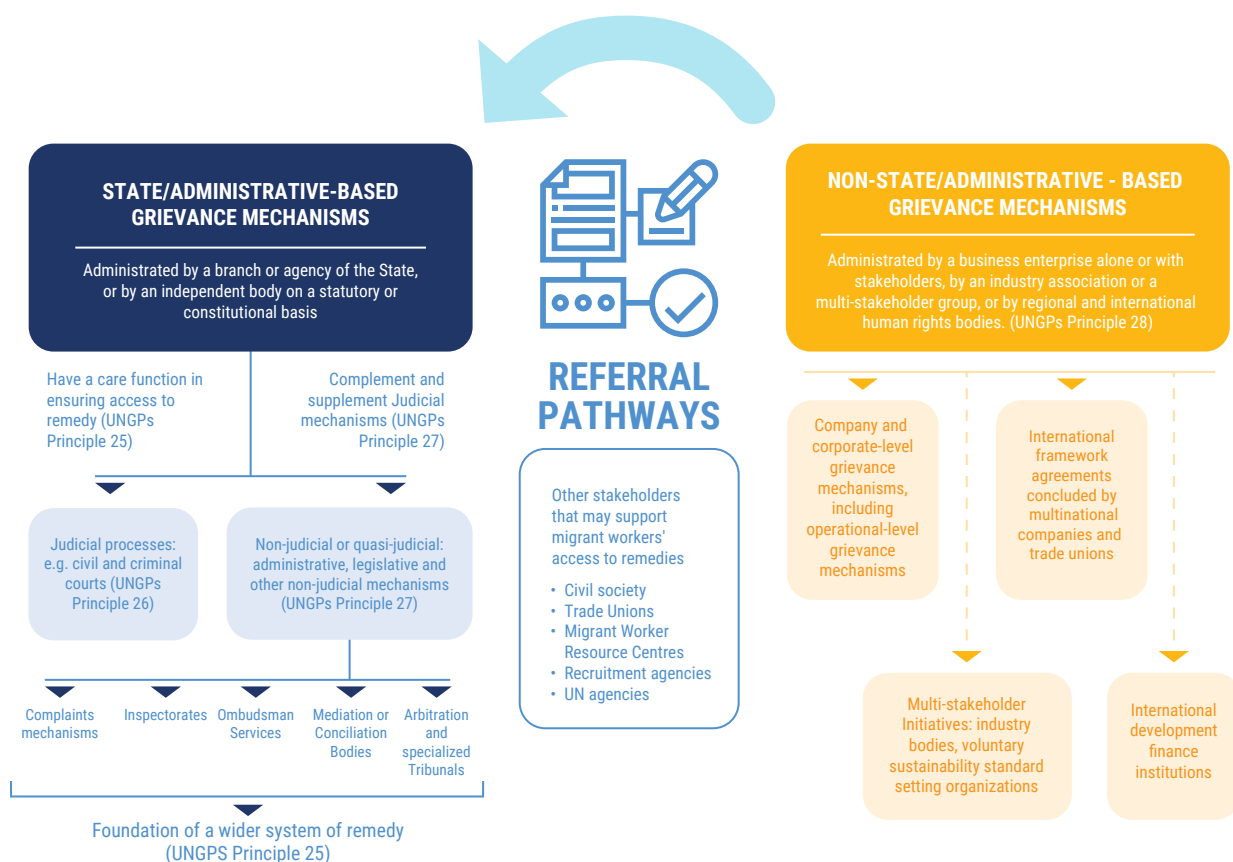 STATE/ADMINISTRATIVE-BASED
GRIEVANCE MECHANISMS
Administrated by a branch or agency of the State,
or by an independent body on a statutory or
constitutional basis
Have a care function in
ensuring access to
remedy (UNGPs
Principle 25)
Complement and
supplement Judicial
mechanisms (UNGPs
Principle 27)
Judicial processes:
e.g. civil and criminal
courts (UNGPs
Principle 26)
Non-judicial or quasi-judicial:
administrative, legislative and
other non-judicial mechanisms
(UNGPs Principle 27)
Complaints
mechanisms
Inspectorates
Ombudsman
Services
Mediation or
Conciliation
Bodies
Arbitration
and
specialized
Tribunals
Foundation of a wider system of remedy
(UNGPS Principle 25)
REFERRAL
PATHWAYS
Other stakeholders
that may support
migrant workers'
access to remedies
• Civil society
• Trade Unions
• Migrant Worker
Resource Centres
• Recruitment agencies
• UN agencies
NON-STATE/ADMINISTRATIVE - BASED
GRIEVANCE MECHANISMS
Administrated by a business enterprise alone or with
stakeholders, by an industry association or a
multi-stakeholder group, or by regional and international
human rights bodies. (UNGPs Principle 28)
Company and
corporate-level
grievance
mechanisms,
including
operational-level
grievance
mechanisms
International
framework
agreements
concluded by
multinational
companies and
trade unions
Multi-stakeholder
Initiatives: industry
bodies, voluntary
sustainability standard
setting organizations
International
development
finance
institutions